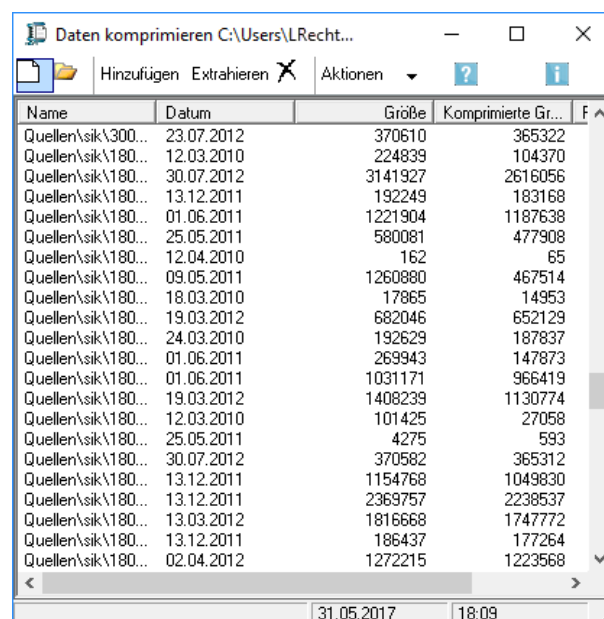 Daten komprimieren C:\Users\LRecht...
Hinzufügen Extrahieren Aktionen ?  i
Name Datum Größe Komprimierte Gr... F
Quellen\sik\300... 23.07.2012 370610 365322
Quellen\sik\180... 12.03.2010 224839 104370
Quellen\sik\180... 30.07.2012 3141927 2616056
Quellen\sik\180... 13.12.2011 192249 183168
Quellen\sik\180... 01.06.2011 1221904 1187638
Quellen\sik\180... 25.05.2011 580081 477908
Quellen\sik\180... 12.04.2010 162 65
Quellen\sik\180... 09.05.2011 1260880 467514
Quellen\sik\180... 18.03.2010 17865 14953
Quellen\sik\180... 19.03.2012 682046 652129
Quellen\sik\180... 24.03.2010 192629 187837
Quellen\sik\180... 01.06.2011 269943 147873
Quellen\sik\180... 01.06.2011 1031171 966419
Quellen\sik\180... 19.03.2012 1408239 1130774
Quellen\sik\180... 12.03.2010 101425 27058
Quellen\sik\180... 25.05.2011 4275 593
Quellen\sik\180... 30.07.2012 370582 365312
Quellen\sik\180... 13.12.2011 1154768 1049830
Quellen\sik\180... 13.12.2011 2369757 2238537
Quellen\sik\180... 13.03.2012 1816668 1747772
Quellen\sik\180... 13.12.2011 186437 177264
Quellen\sik\180... 02.04.2012 1272215 1223568
31.05.2017 18:09